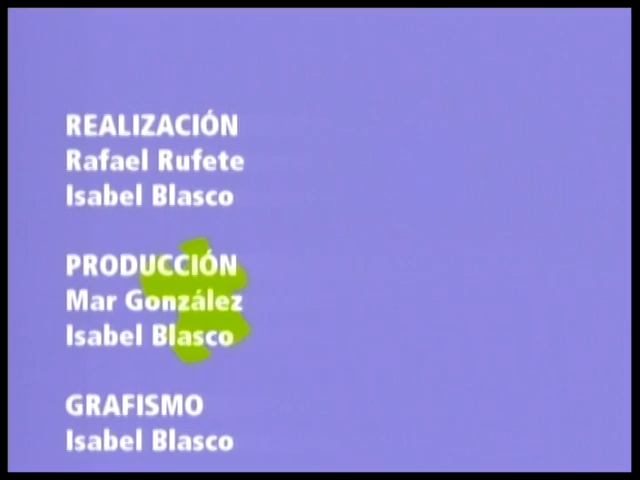 REALIZACIÓN
Rafael Rufete
Isabel Blasco
PRODUCCIÓN
Mar González
Isabel Blasco
GRAFISMO
Isabel Blasco